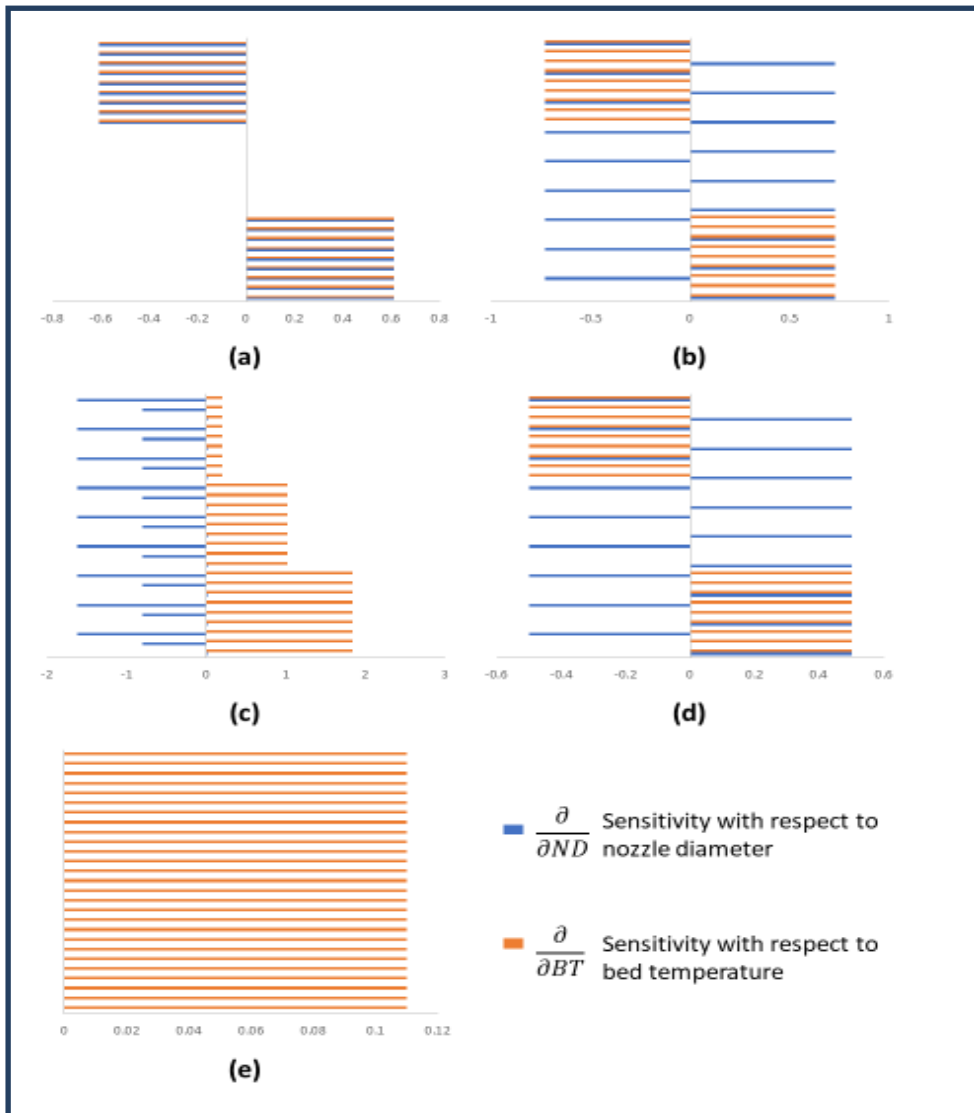 -0.8 -0.6 -0.4 -0.2 0 0.2 0.4 0.6 0.8
(a)
-1 -0.5 0 0.5 1
(b)
-2 -1 0 1 2 3
(c)
-0.6 -0.4 -0.2 0 0.2 0.4 0.6
(d)
0 0.02 0.04 0.06 0.08 0.1 0.12
(e)
∂
∂ND
Sensitivity with respect to
nozzle diameter
∂
∂BT
Sensitivity with respect to
bed temperature